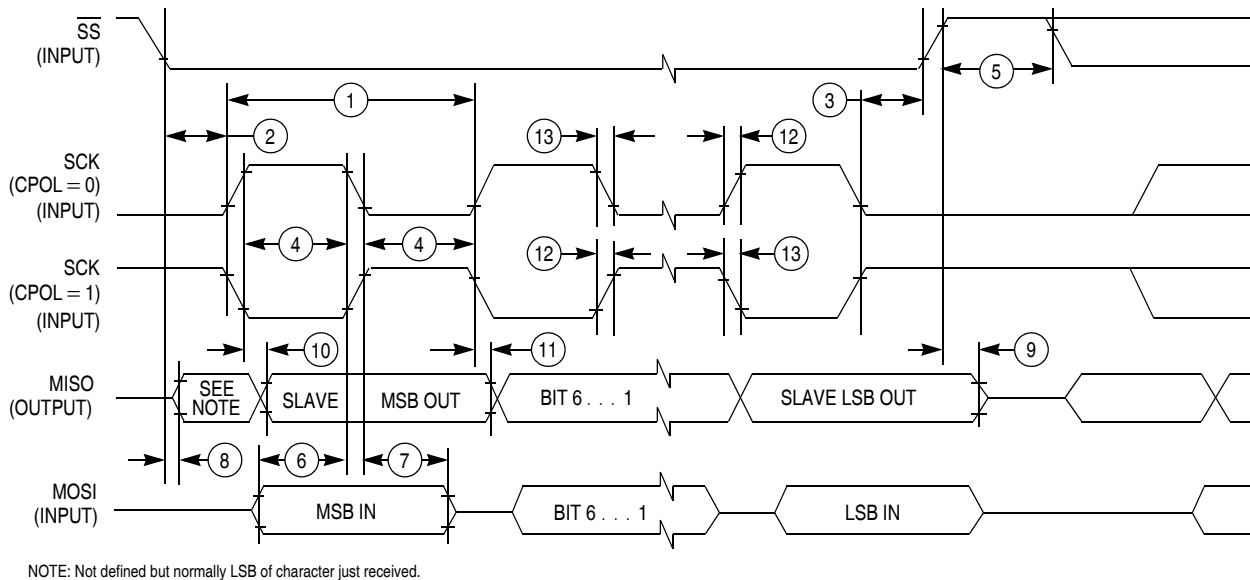 SS
(INPUT)
5
1
3
2
13
12
SCK
(CPOL = 0)
(INPUT)
4
4
12
13
SCK
(CPOL = 1)
(INPUT)
10
11
9
MISO
(OUTPUT)
SEE
NOTE
SLAVE
MSB OUT
BIT 6 . . . 1
SLAVE LSB OUT
8
6
7
MOSI
(INPUT)
MSB IN
BIT 6 . . . 1
LSB IN
NOTE: Not defined but normally LSB of character just received.